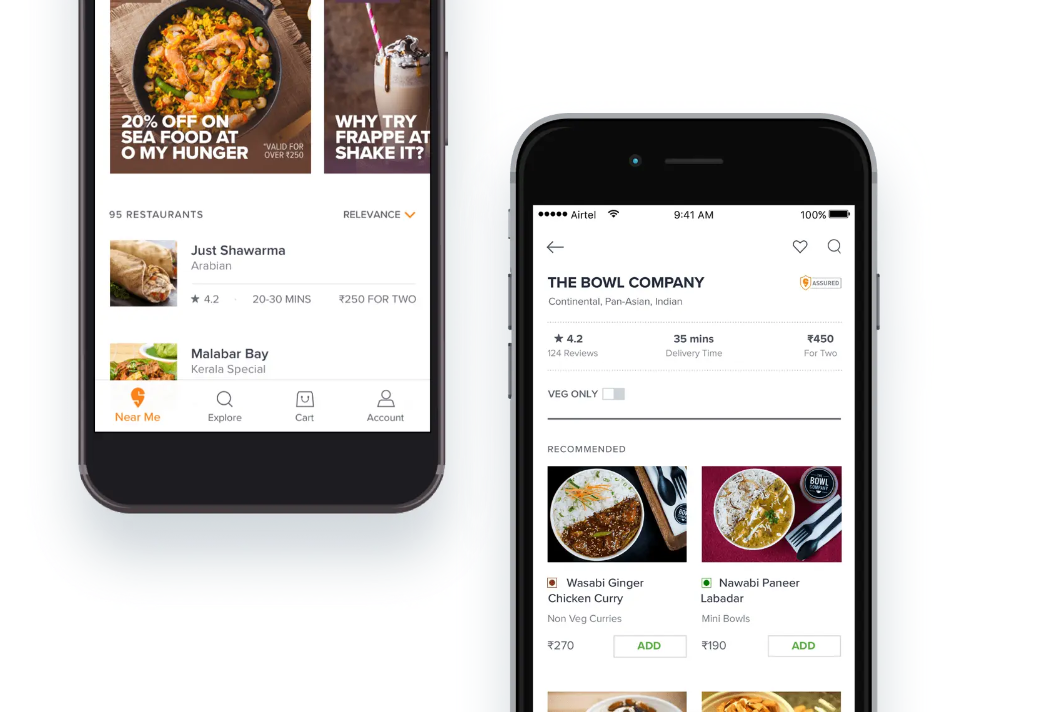 20% OFF ON
SEA FOOD AT
O MY HUNGER
*VALID FOR
OVER ₹250
WHY TRY
FRAPPE AT
SHAKE IT?
95 RESTAURANTS
RELEVANCE
Just Shawarma
Arabian
★ 4.2 · 20-30 MINS ₹250 FOR TWO
Malabar Bay
Kerala Special
Near Me
Explore
Cart
Account
Airtel 9:41 AM 100%
THE BOWL COMPANY
ASSURED
Continental, Pan-Asian, Indian
★ 4.2 35 mins ₹450
124 Reviews Delivery Time For Two
VEG ONLY
RECOMMENDED
THE
BOWL
COMPANY
Wasabi Ginger
Chicken Curry
Non Veg Curries
₹270 ADD
Nawabi Paneer
Labadar
Mini Bowls
₹190 ADD